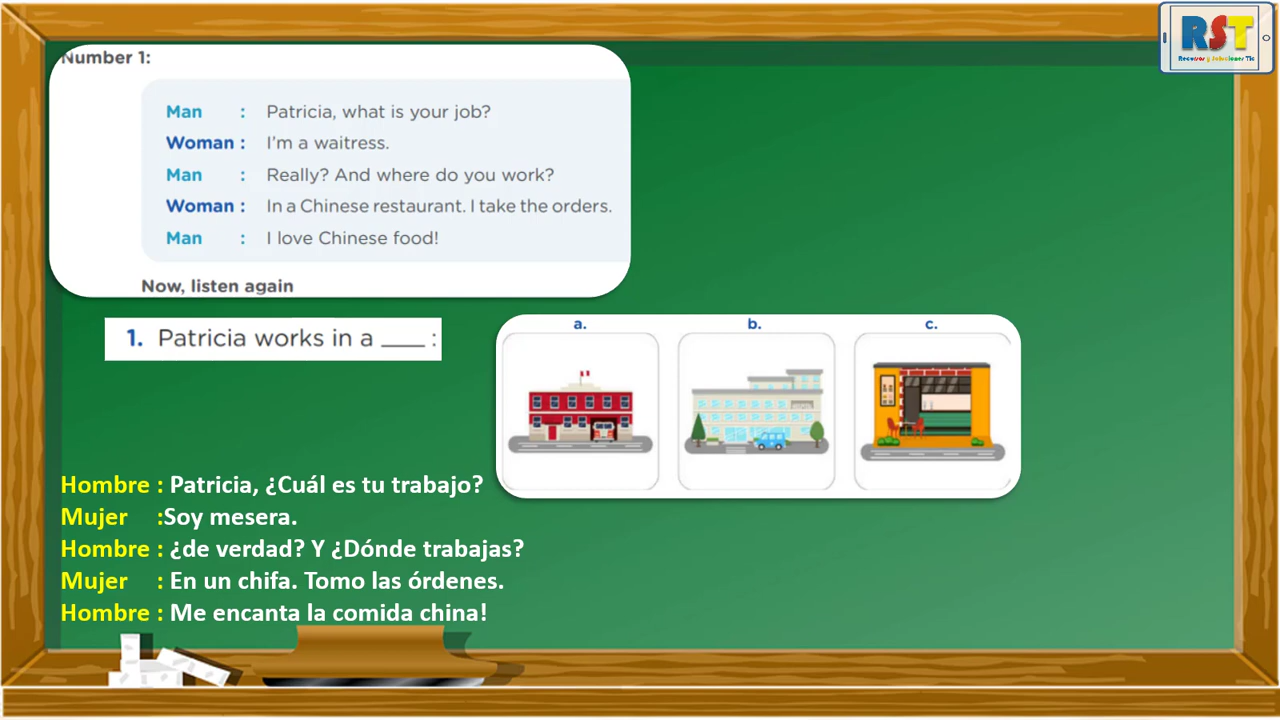 RST
Recursos y Soluciones Tic
Number 1:
Man : Patricia, what is your job?
Woman : I'm a waitress.
Man : Really? And where do you work?
Woman : In a Chinese restaurant. I take the orders.
Man : I love Chinese food!
Now, listen again
1. Patricia works in a ____ :
a. b. c.
Hombre : Patricia, ¿Cuál es tu trabajo?
Mujer :Soy mesera.
Hombre : ¿de verdad? Y ¿Dónde trabajas?
Mujer : En un chifa. Tomo las órdenes.
Hombre : Me encanta la comida china!